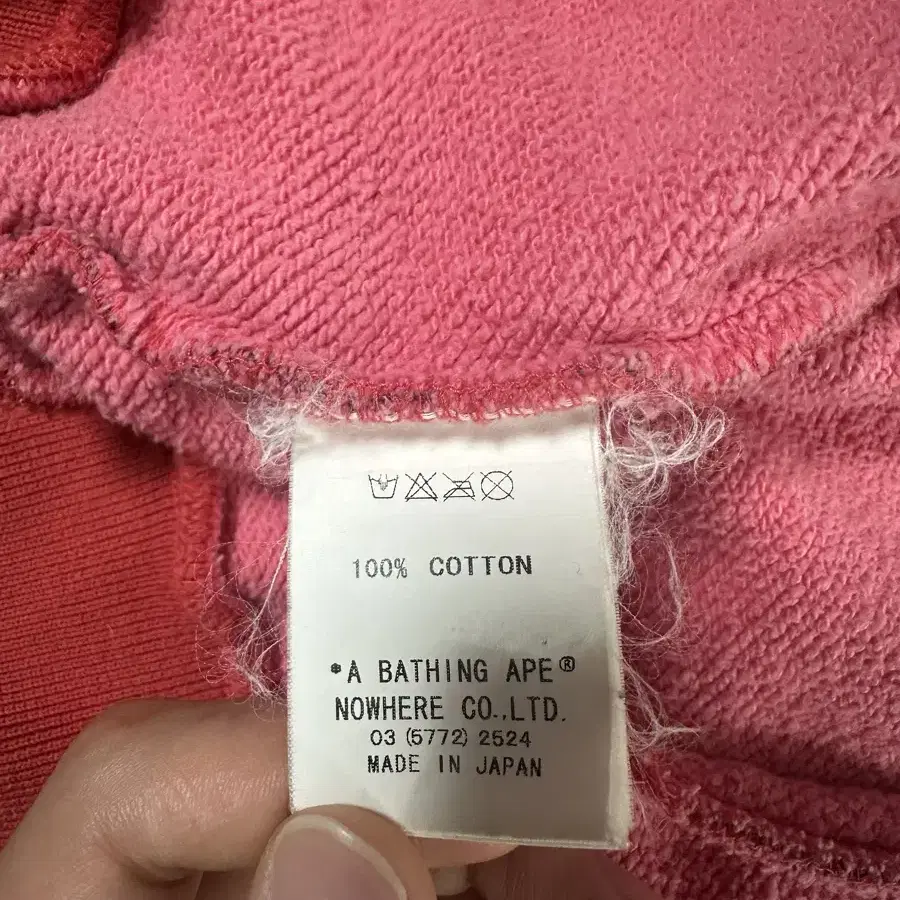 100% COTTON
*A BATHING APE®
NOWHERE CO.,LTD.
03 (5772) 2524
MADE IN JAPAN